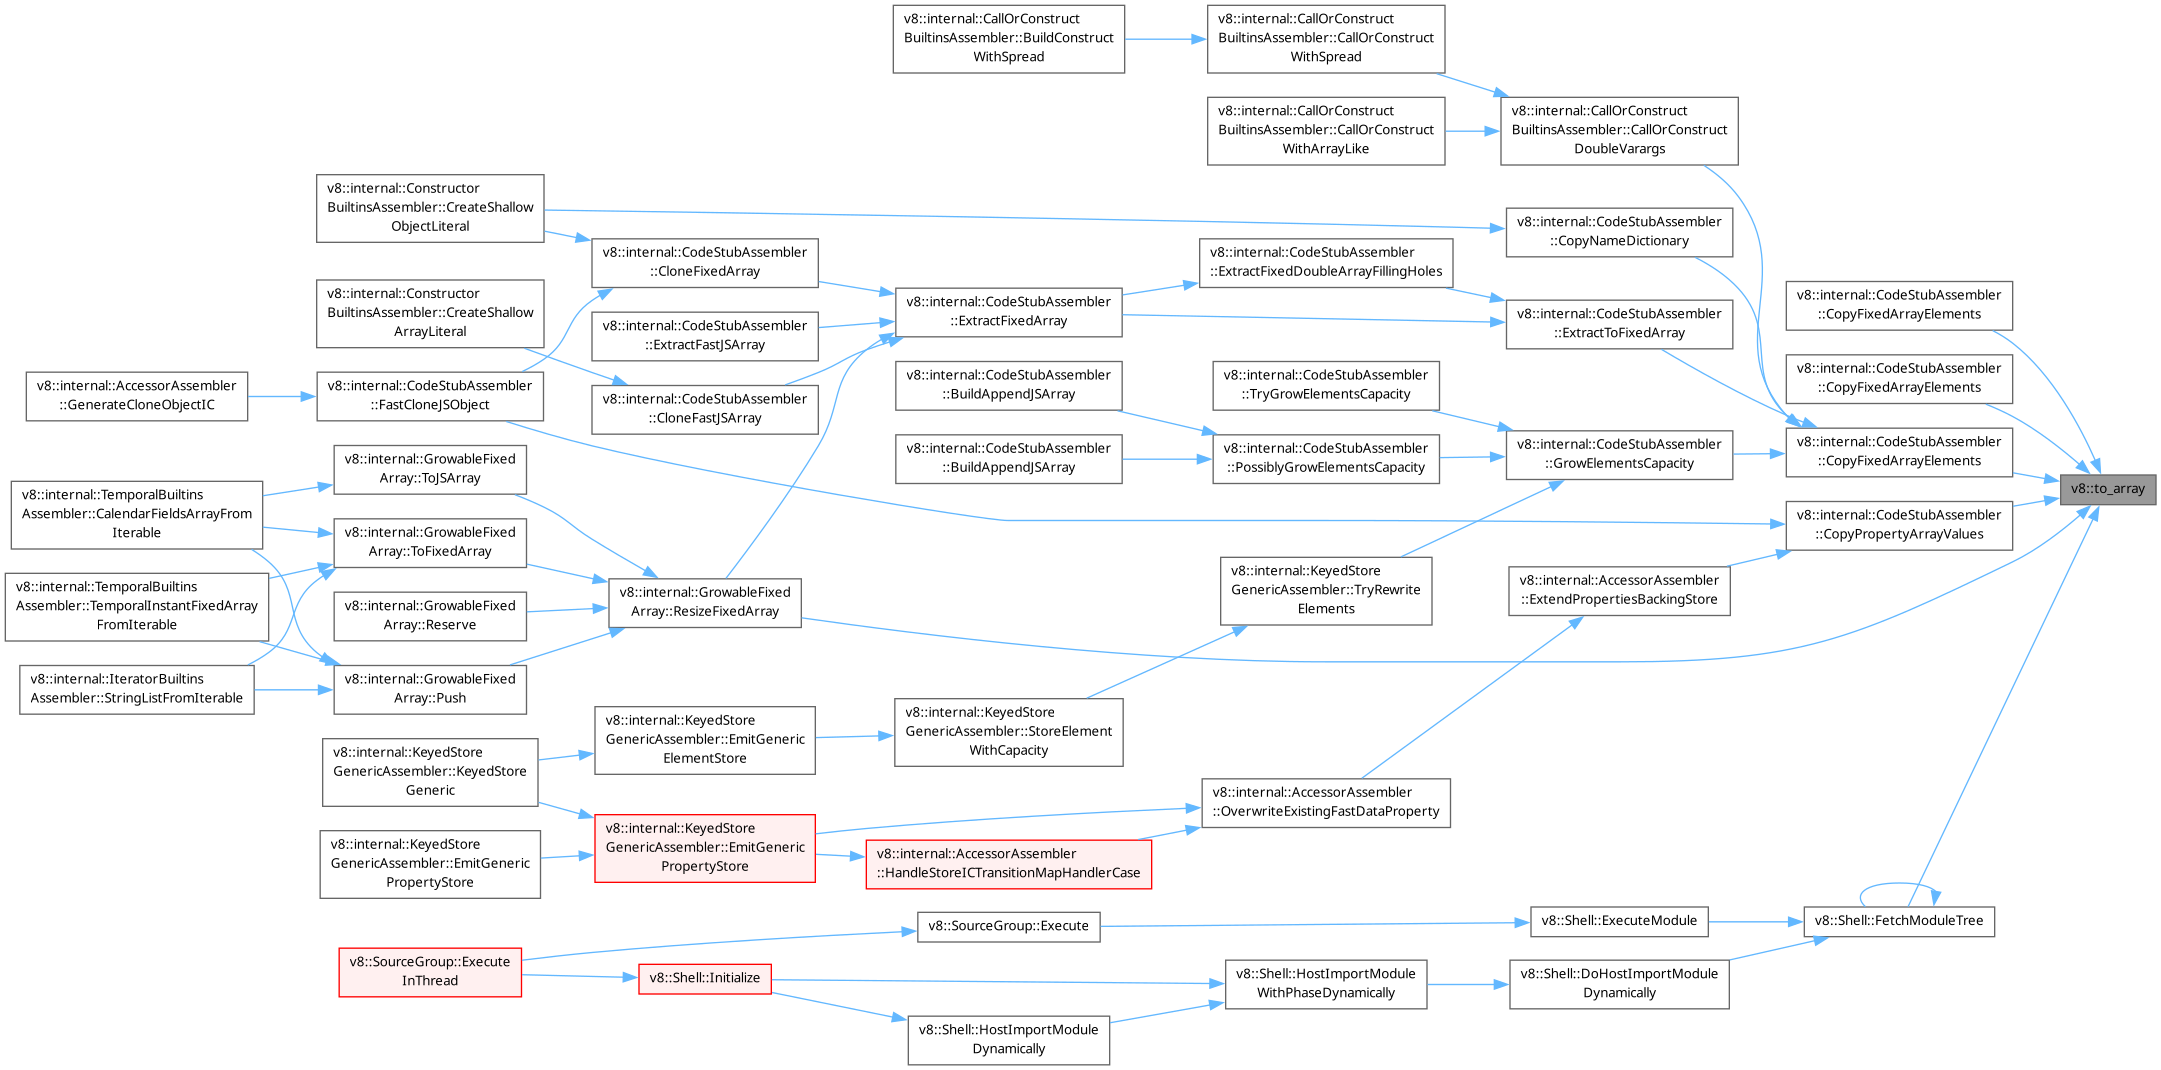 v8::internal::CallOrConstruct
BuiltinsAssembler::BuildConstruct
WithSpread
v8::internal::CallOrConstruct
BuiltinsAssembler::CallOrConstruct
WithSpread
v8::internal::CallOrConstruct
BuiltinsAssembler::CallOrConstruct
WithArrayLike
v8::internal::CallOrConstruct
BuiltinsAssembler::CallOrConstruct
DoubleVarargs
v8::internal::Constructor
BuiltinsAssembler::CreateShallow
ObjectLiteral
v8::internal::CodeStubAssembler
::CopyNameDictionary
v8::internal::CodeStubAssembler
::CloneFixedArray
v8::internal::CodeStubAssembler
::ExtractFixedDoubleArrayFillingHoles
v8::internal::Constructor
BuiltinsAssembler::CreateShallow
ArrayLiteral
v8::internal::CodeStubAssembler
::ExtractFastJSArray
v8::internal::CodeStubAssembler
::ExtractFixedArray
v8::internal::CodeStubAssembler
::ExtractToFixedArray
v8::internal::CodeStubAssembler
::CopyFixedArrayElements
v8::internal::CodeStubAssembler
::CopyFixedArrayElements
v8::internal::AccessorAssembler
::GenerateCloneObjectIC
v8::internal::CodeStubAssembler
::FastCloneJSObject
v8::internal::CodeStubAssembler
::CloneFastJSArray
v8::internal::CodeStubAssembler
::BuildAppendJSArray
v8::internal::CodeStubAssembler
::TryGrowElementsCapacity
v8::internal::CodeStubAssembler
::BuildAppendJSArray
v8::internal::CodeStubAssembler
::PossiblyGrowElementsCapacity
v8::internal::CodeStubAssembler
::GrowElementsCapacity
v8::internal::CodeStubAssembler
::CopyFixedArrayElements
v8::to_array
v8::internal::GrowableFixed
Array::ToJSArray
v8::internal::TemporalBuiltins
Assembler::CalendarFieldsArrayFrom
Iterable
v8::internal::GrowableFixed
Array::ToFixedArray
v8::internal::CodeStubAssembler
::CopyPropertyArrayValues
v8::internal::TemporalBuiltins
Assembler::TemporalInstantFixedArray
FromIterable
v8::internal::GrowableFixed
Array::Reserve
v8::internal::GrowableFixed
Array::ResizeFixedArray
v8::internal::KeyedStore
GenericAssembler::TryRewrite
Elements
v8::internal::AccessorAssembler
::ExtendPropertiesBackingStore
v8::internal::IteratorBuiltins
Assembler::StringListFromIterable
v8::internal::GrowableFixed
Array::Push
v8::internal::KeyedStore
GenericAssembler::KeyedStore
Generic
v8::internal::KeyedStore
GenericAssembler::EmitGeneric
ElementStore
v8::internal::KeyedStore
GenericAssembler::StoreElement
WithCapacity
v8::internal::AccessorAssembler
::OverwriteExistingFastDataProperty
v8::internal::KeyedStore
GenericAssembler::EmitGeneric
PropertyStore
v8::internal::KeyedStore
GenericAssembler::EmitGeneric
PropertyStore
v8::internal::AccessorAssembler
::HandleStoreICTransitionMapHandlerCase
v8::SourceGroup::Execute
v8::Shell::ExecuteModule
v8::Shell::FetchModuleTree
v8::SourceGroup::Execute
InThread
v8::Shell::Initialize
v8::Shell::HostImportModule
WithPhaseDynamically
v8::Shell::DoHostImportModule
Dynamically
v8::Shell::HostImportModule
Dynamically